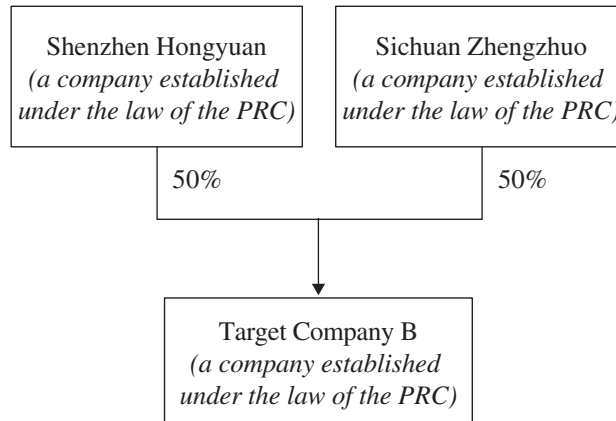 Shenzhen Hongyuan
(a company established
under the law of the PRC)
Sichuan Zhengzhuo
(a company established
under the law of the PRC)
50%
50%
Target Company B
(a company established
under the law of the PRC)